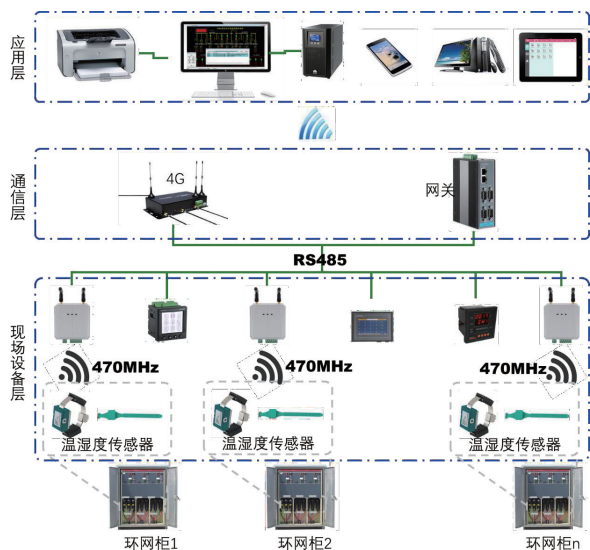 应用层
通信层
4G
网关
RS485
现场设备层
470MHz
470MHz
470MHz
温湿度传感器
温湿度传感器
温湿度传感器
环网柜1
环网柜2
环网柜n